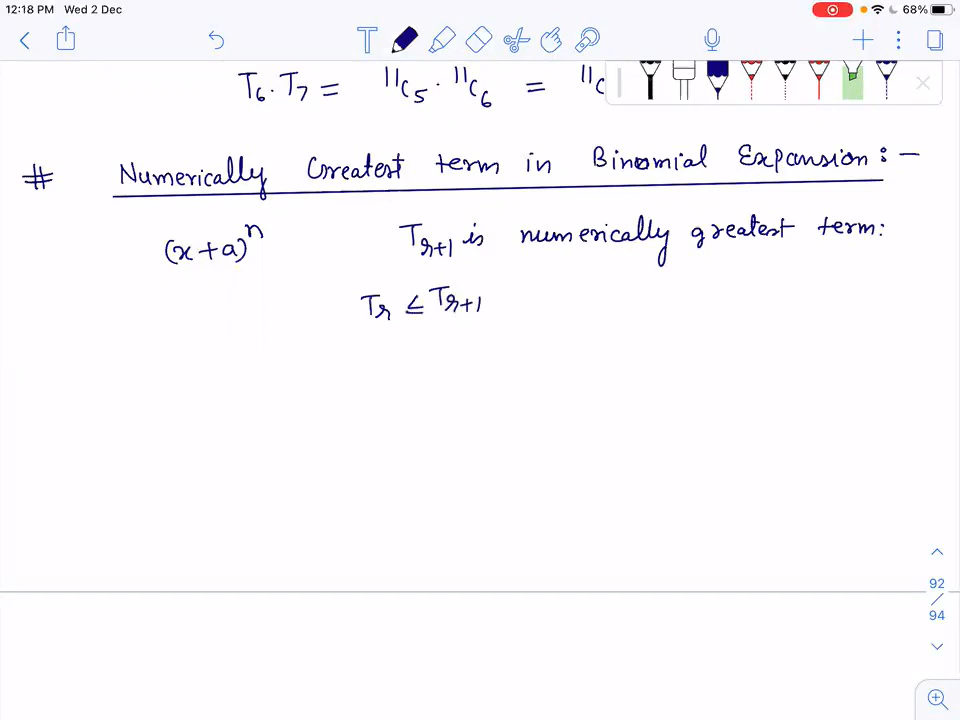 12:18 PM Wed 2 Dec
68%
T
T₆·T₇ = ¹¹C₅·¹¹C₆ = ¹¹C
# Numerically Greatest term in Binomial Expansion:-
(x+a)ⁿ Tᵣ₊₁ is numerically greatest term:
Tᵣ ≤ Tᵣ₊₁
92
/
94